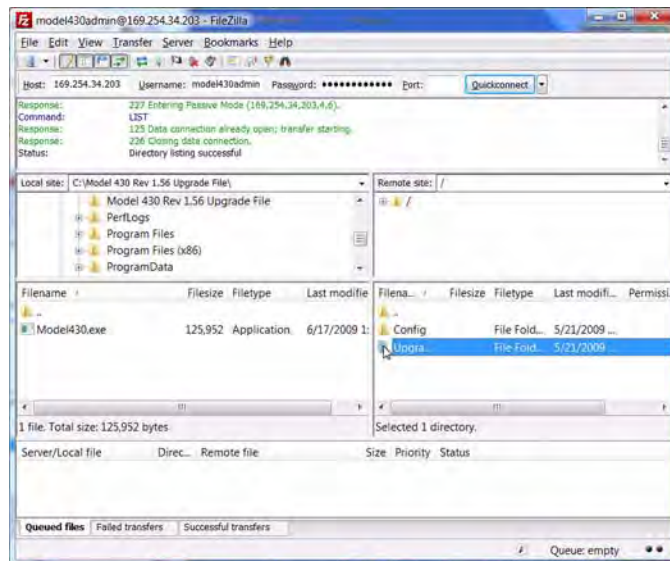 model430admin@169.254.34.203 - FileZilla
File Edit View Transfer Server Bookmarks Help
Host: 169.254.34.203 Username: model430admin Password: •••••••••••• Port: Quickconnect
Response: 227 Entering Passive Mode (169,254,34,203,4,6).
Command: LIST
Response: 125 Data connection already open; transfer starting.
Response: 226 Closing data connection.
Status: Directory listing successful
Local site: C:\Model 430 Rev 1.56 Upgrade File\
Remote site: /
Model 430 Rev 1.56 Upgrade File
PerfLogs
Program Files
Program Files (x86)
ProgramData
/
Filename Filesize Filetype Last modifie
..
Model430.exe 125,952 Application 6/17/2009 1:
1 file. Total size: 125,952 bytes
Filena... Filesize Filetype Last modifi... Permissi
..
Config File Fold... 5/21/2009 ...
Upgra... File Fold... 5/21/2009 ...
Selected 1 directory.
Server/Local file Direc... Remote file Size Priority Status
Queued files Failed transfers Successful transfers
Queue: empty